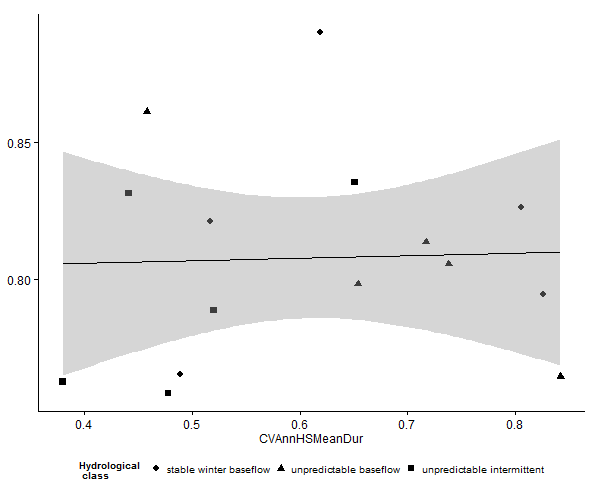 0.85
0.80
0.4 0.5 0.6 0.7 0.8
CVAnnHSMeanDur
Hydrological
class
stable winter baseflow unpredictable baseflow unpredictable intermittent